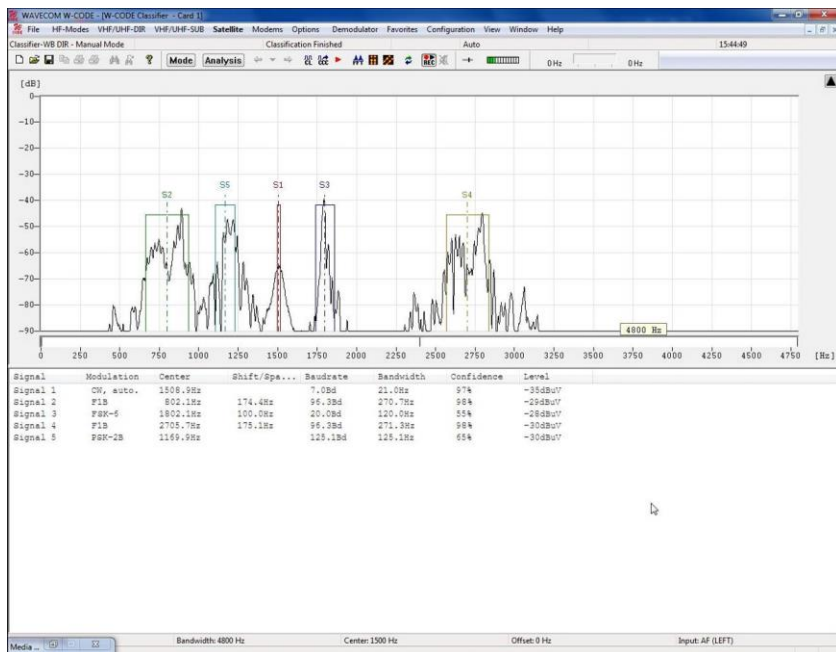 WAVECOM W-CODE - [W-CODE Classifier - Card 1]
File HF-Modes VHF/UHF-DIR VHF/UHF-SUB Satellite Modems Options Demodulator Favorites Configuration View Window Help
Classifier-WB DIR - Manual Mode Classification Finished Auto 15:44:49
Mode Analysis REC 0 Hz 0 Hz
[dB]
0
-10
-20
-30
-40
-50
-60
-70
-80
-90
S2 S5 S1 S3 S4
4800 Hz
0 250 500 750 1000 1250 1500 1750 2000 2250 2500 2750 3000 3250 3500 3750 4000 4250 4500 4750 [Hz]
Signal Modulation Center Shift/Spa... Baudrate Bandwidth Confidence Level
Signal 1 CW, auto. 1508.9Hz 7.0Bd 21.0Hz 97% -35dBuV
Signal 2 F1B 802.1Hz 174.4Hz 96.3Bd 270.7Hz 98% -29dBuV
Signal 3 FSK-6 1802.1Hz 100.0Hz 20.0Bd 120.0Hz 55% -28dBuV
Signal 4 F1B 2705.7Hz 175.1Hz 96.3Bd 271.3Hz 98% -30dBuV
Signal 5 PSK-2B 1169.9Hz 125.1Bd 125.1Hz 65% -30dBuV
Media ... Bandwidth: 4800 Hz Center: 1500 Hz Offset: 0 Hz Input: AF (LEFT)